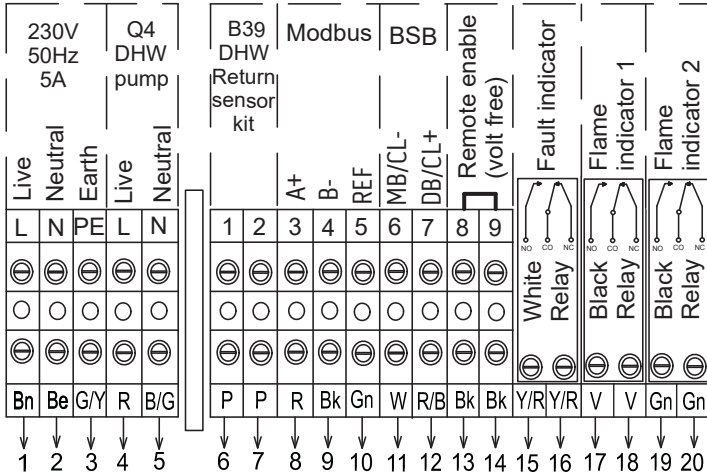 230V
50Hz
5A
Q4
DHW
pump
B39
DHW
Return
sensor
kit
Modbus
BSB
Remote enable
(volt free)
Fault indicator
Flame
indicator 1
Flame
indicator 2
Live
Neutral
Earth
Live
Neutral
A+
B-
REF
MB/CL-
DB/CL+
L N PE L N 1 2 3 4 5 6 7 8 9
NO CO NC NO CO NC NO CO NC
White
Relay
Black
Relay
Black
Relay
Bn Be G/Y R B/G P P R Bk Gn W R/B Bk Bk Y/R Y/R V V Gn Gn
1 2 3 4 5 6 7 8 9 10 11 12 13 14 15 16 17 18 19 20